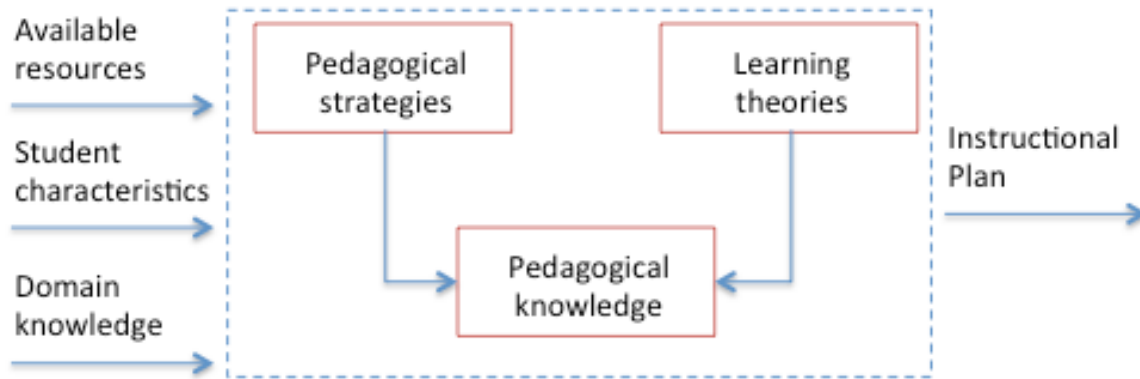 Available
resources
Student
characteristics
Domain
knowledge
Pedagogical
strategies
Learning
theories
Pedagogical
knowledge
Instructional
Plan